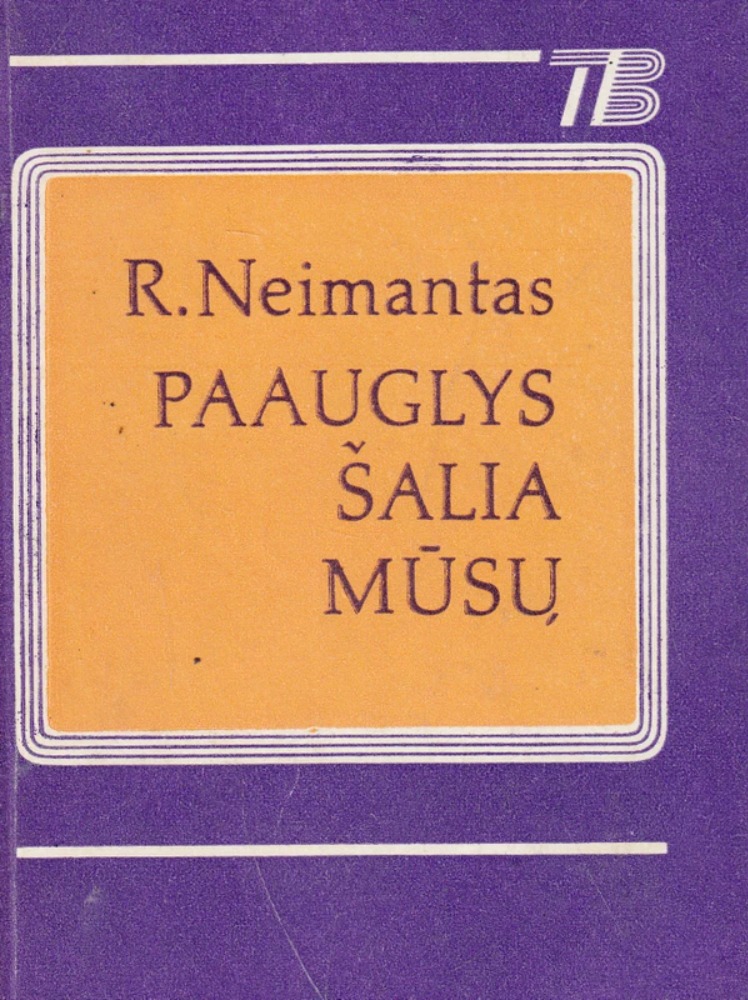 TB
R. Neimantas
PAAUGLYS
ŠALIA
MŪSŲ